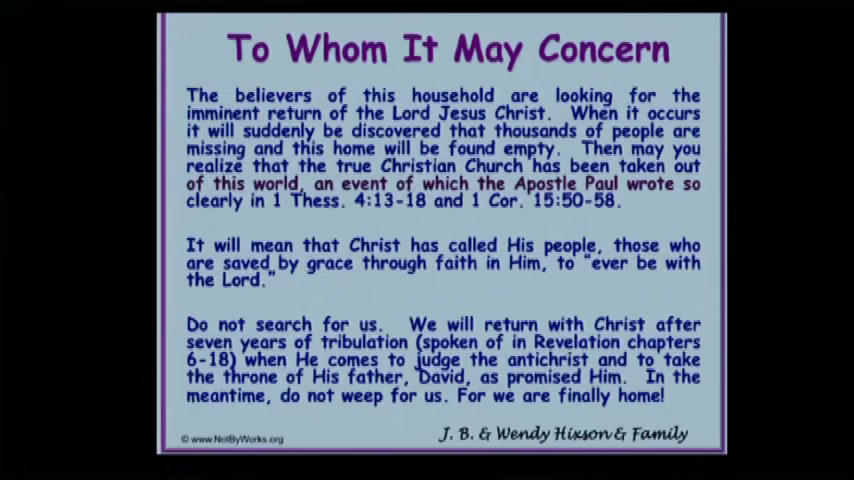 To Whom It May Concern
The believers of this household are looking for the
imminent return of the Lord Jesus Christ. When it occurs
it will suddenly be discovered that thousands of people are
missing and this home will be found empty. Then may you
realize that the true Christian Church has been taken out
of this world, an event of which the Apostle Paul wrote so
clearly in 1 Thess. 4:13-18 and 1 Cor. 15:50-58.
It will mean that Christ has called His people, those who
are saved by grace through faith in Him, to "ever be with
the Lord."
Do not search for us. We will return with Christ after
seven years of tribulation (spoken of in Revelation chapters
6-18) when He comes to judge the antichrist and to take
the throne of His father, David, as promised Him. In the
meantime, do not weep for us. For we are finally home!
J. B. & Wendy Hixson & Family
© www.NotByWorks.org